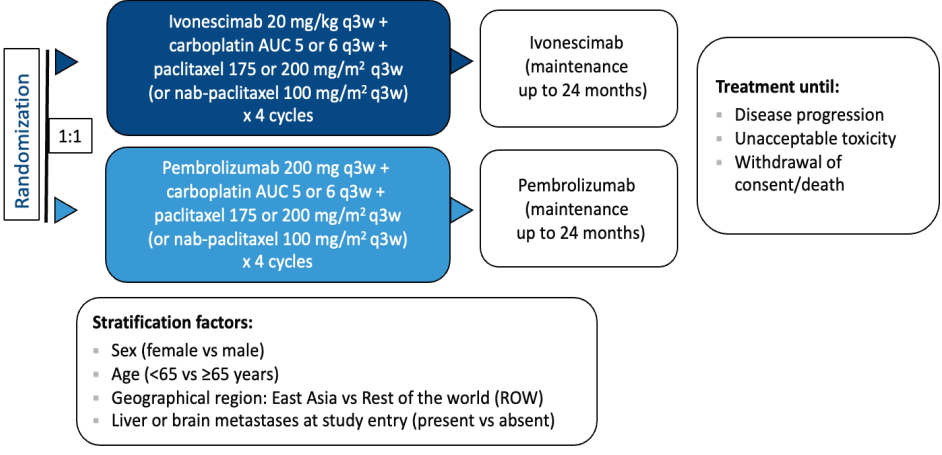 Randomization
1:1
Ivonescimab 20 mg/kg q3w +
carboplatin AUC 5 or 6 q3w +
paclitaxel 175 or 200 mg/m² q3w
(or nab-paclitaxel 100 mg/m² q3w)
x 4 cycles
Ivonescimab
(maintenance
up to 24 months)
Pembrolizumab 200 mg q3w +
carboplatin AUC 5 or 6 q3w +
paclitaxel 175 or 200 mg/m² q3w
(or nab-paclitaxel 100 mg/m² q3w)
x 4 cycles
Pembrolizumab
(maintenance
up to 24 months)
Treatment until:
▪ Disease progression
▪ Unacceptable toxicity
▪ Withdrawal of
consent/death
Stratification factors:
▪ Sex (female vs male)
▪ Age (<65 vs ≥65 years)
▪ Geographical region: East Asia vs Rest of the world (ROW)
▪ Liver or brain metastases at study entry (present vs absent)